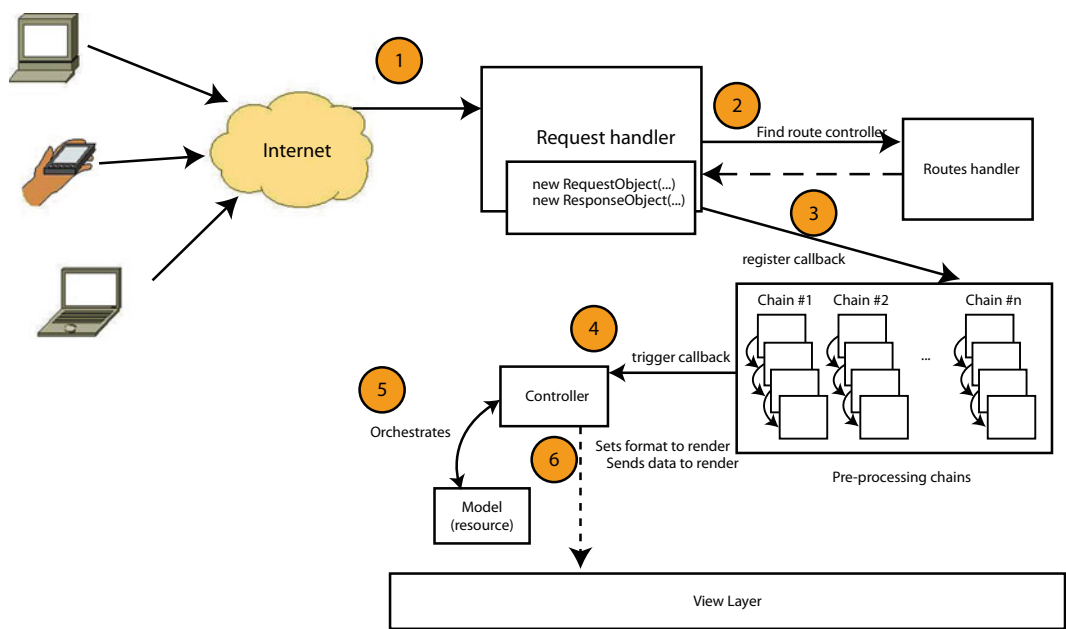 1
2
Request handler
Find route controller
Internet
Routes handler
new RequestObject(...)
new ResponseObject(...)
3
register callback
Chain #1
Chain #2
Chain #n
...
4
trigger callback
5
Controller
Orchestrates
6
Sets format to render
Sends data to render
Pre-processing chains
Model
(resource)
View Layer